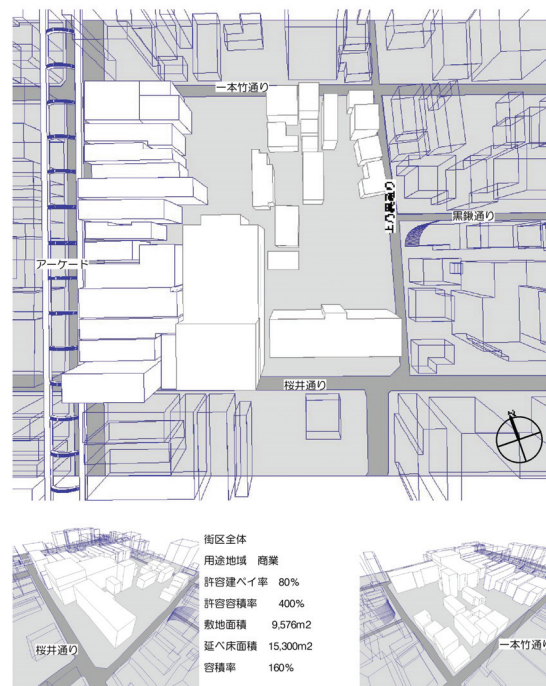 一本竹通り
上乃裏通り
黒鍬通り
アーケード
桜井通り
N
街区全体
用途地域 商業
許容建ペイ率 80%
許容容積率 400%
敷地面積 9,576m2
延べ床面積 15,300m2
容積率 160%
桜井通り
一本竹通り